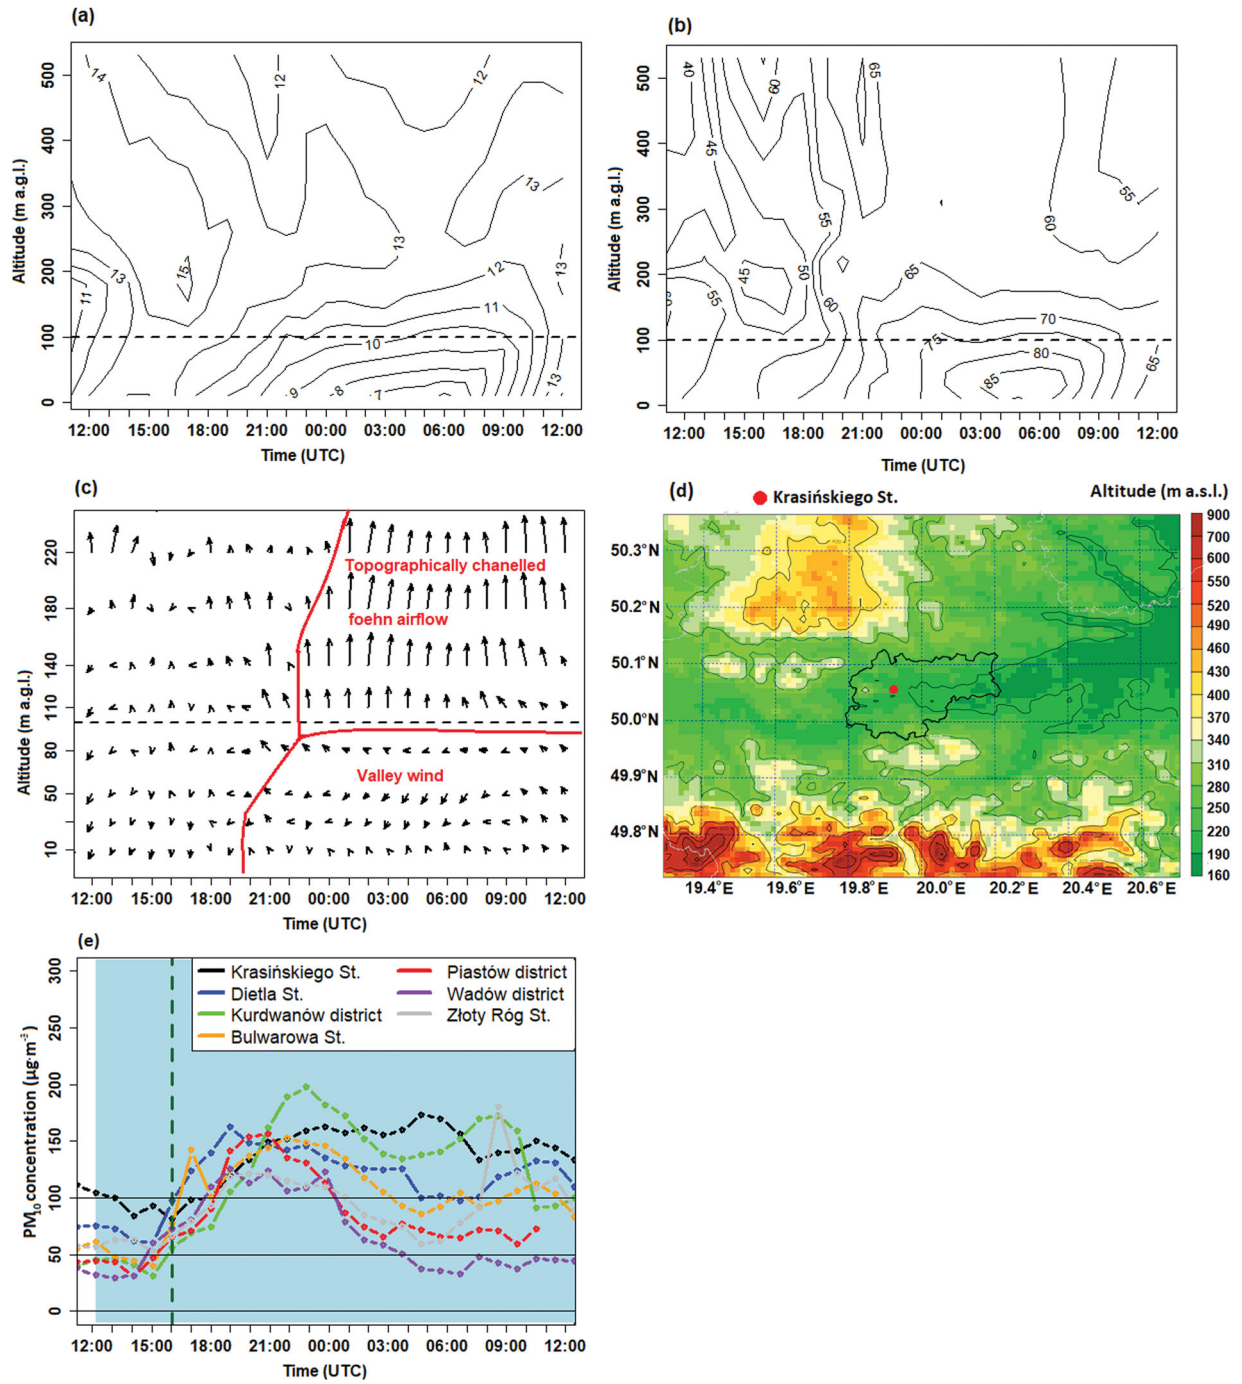 (a)
Altitude (m a.g.l.)
500
400
300
200
100
0
14
12
12
13
13
15
13
11
13
12
11
10
9
8
7
13
13
12:00 15:00 18:00 21:00 00:00 03:00 06:00 09:00 12:00
Time (UTC)
(b)
Altitude (m a.g.l.)
500
400
300
200
100
0
40
60
65
45
55
55
60
55
45
50
60
65
70
75
80
85
65
12:00 15:00 18:00 21:00 00:00 03:00 06:00 09:00 12:00
Time (UTC)
(c)
Altitude (m a.g.l.)
220
180
140
110
80
50
10
Topographically chanelled
foehn airflow
Valley wind
12:00 15:00 18:00 21:00 00:00 03:00 06:00 09:00 12:00
Time (UTC)
(d)
Krasińskiego St.
Altitude (m a.s.l.)
50.3°N
50.2°N
50.1°N
50.0°N
49.9°N
49.8°N
19.4°E 19.6°E 19.8°E 20.0°E 20.2°E 20.4°E 20.6°E
900
700
600
550
520
490
460
430
400
370
340
310
280
250
220
190
160
(e)
PM10 concentration (µg·m-3)
300
250
200
150
100
50
0
Krasińskiego St.
Dietla St.
Kurdwanów district
Bulwarowa St.
Piastów district
Wadów district
Złoty Róg St.
12:00 15:00 18:00 21:00 00:00 03:00 06:00 09:00 12:00
Time (UTC)